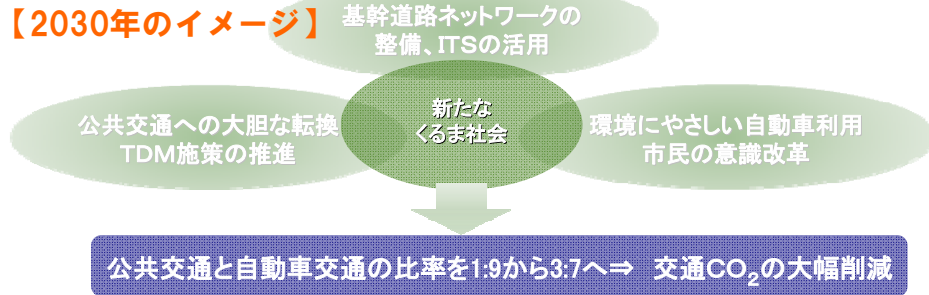 【2030年のイメージ】
基幹道路ネットワークの
整備、ITSの活用
公共交通への大胆な転換
TDM施策の推進
新たな
くるま社会
環境にやさしい自動車利用
市民の意識改革
公共交通と自動車交通の比率を1:9から3:7へ⇒ 交通CO₂の大幅削減